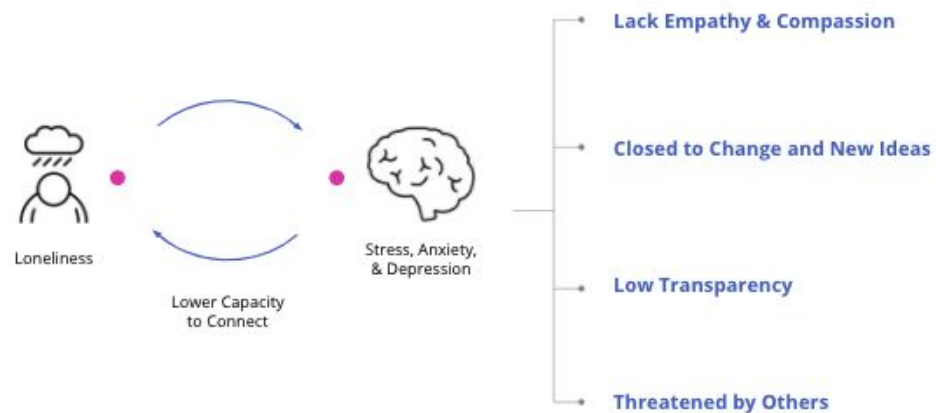 Loneliness
Lower Capacity
to Connect
Stress, Anxiety,
& Depression
Lack Empathy & Compassion
Closed to Change and New Ideas
Low Transparency
Threatened by Others